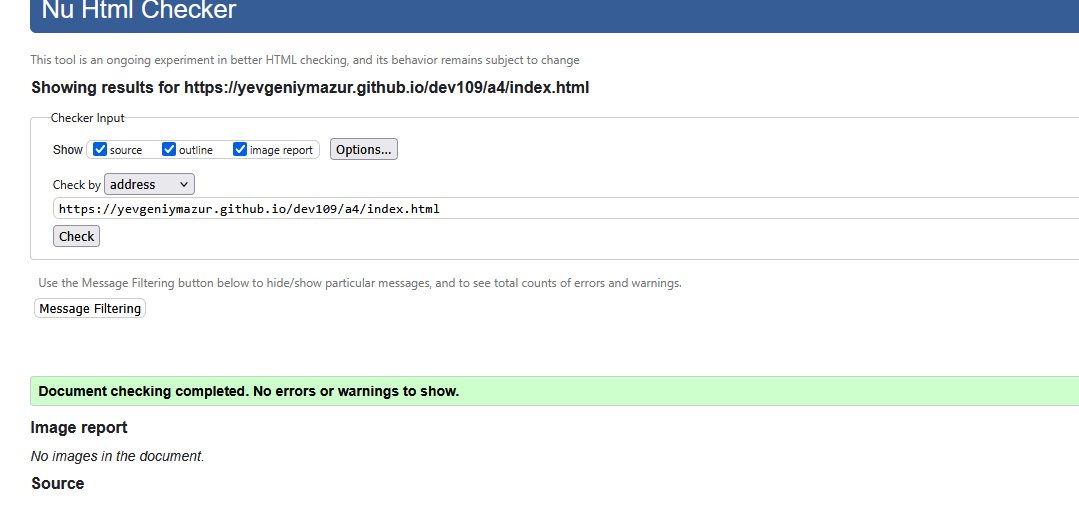 Nu Html Checker
This tool is an ongoing experiment in better HTML checking, and its behavior remains subject to change
Showing results for https://yevgeniymazur.github.io/dev109/a4/index.html
Checker Input
Show source outline image report Options...
Check by address
https://yevgeniymazur.github.io/dev109/a4/index.html
Check
Use the Message Filtering button below to hide/show particular messages, and to see total counts of errors and warnings.
Message Filtering
Document checking completed. No errors or warnings to show.
Image report
No images in the document.
Source